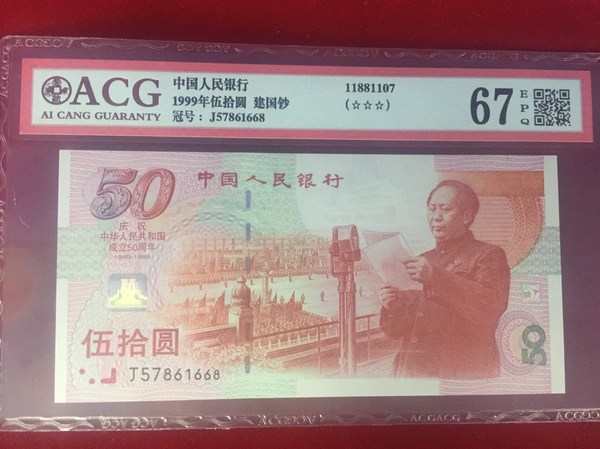 ACG
AI CANG GUARANTY
中国人民银行
1999年伍拾圆 建国钞
冠号：J57861668
11881107
(☆☆☆)
67
EPQ
50
中国人民银行
庆祝
中华人民共和国
成立50周年
1949-1999
伍拾圆
J57861668
50